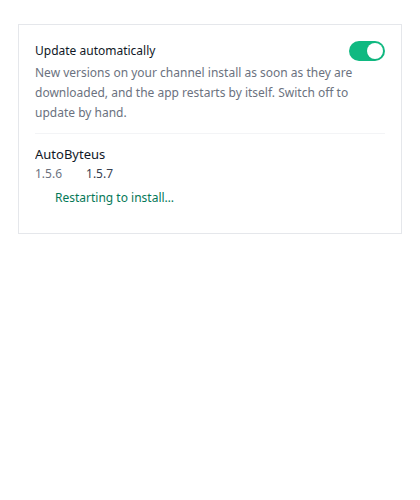 Update automatically
New versions on your channel install as soon as they are
downloaded, and the app restarts by itself. Switch off to
update by hand.
AutoByteus
1.5.6 1.5.7
Restarting to install...